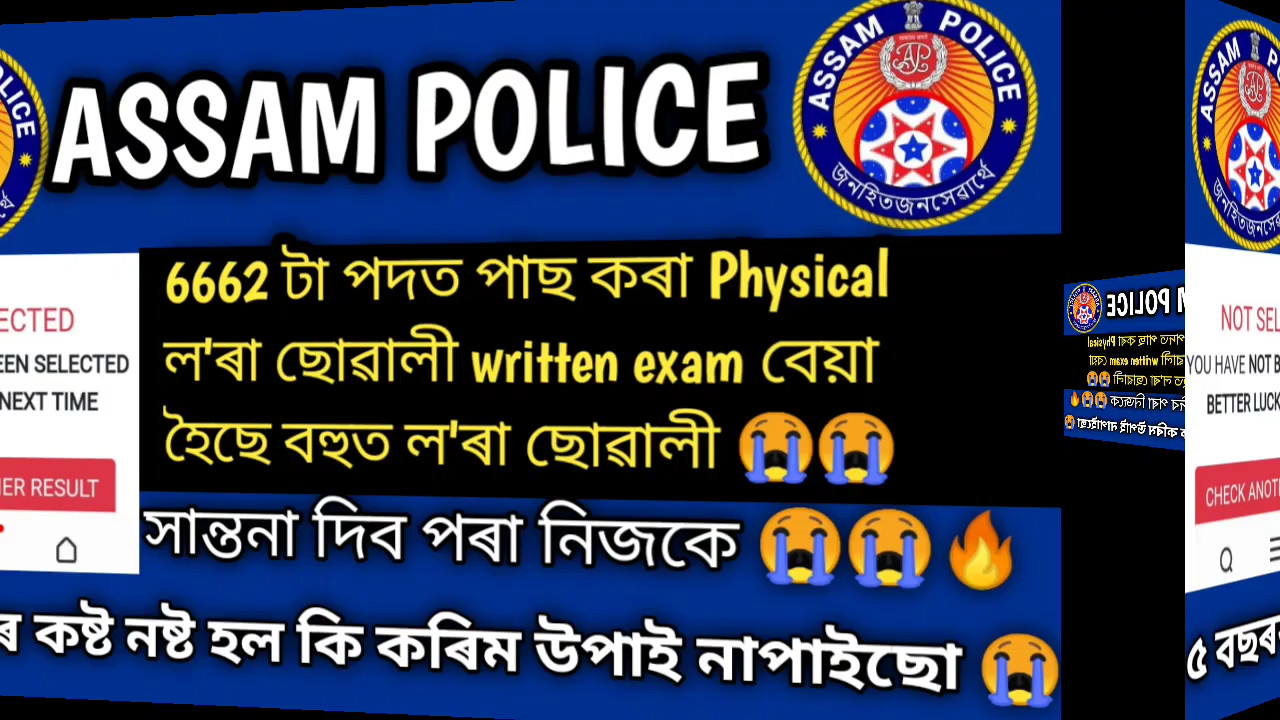 ASSAM POLICE
ASSAM POLICE
জনহিতজনসেৱাৰ্থে
6662 টা পদত পাছ কৰা Physical
ল'ৰা ছোৱালী written exam বেয়া
হৈছে বহুত ল'ৰা ছোৱালী 😭😭
সান্তনা দিব পৰা নিজকে 😭😭🔥
ৰ কষ্ট নষ্ট হল কি কৰিম উপাই নাপাইছো 😭
ECTED
EEN SELECTED
NEXT TIME
ER RESULT
NOT SEL
YOU HAVE NOT B
BETTER LUCK
CHECK ANOT
৫ বছৰ